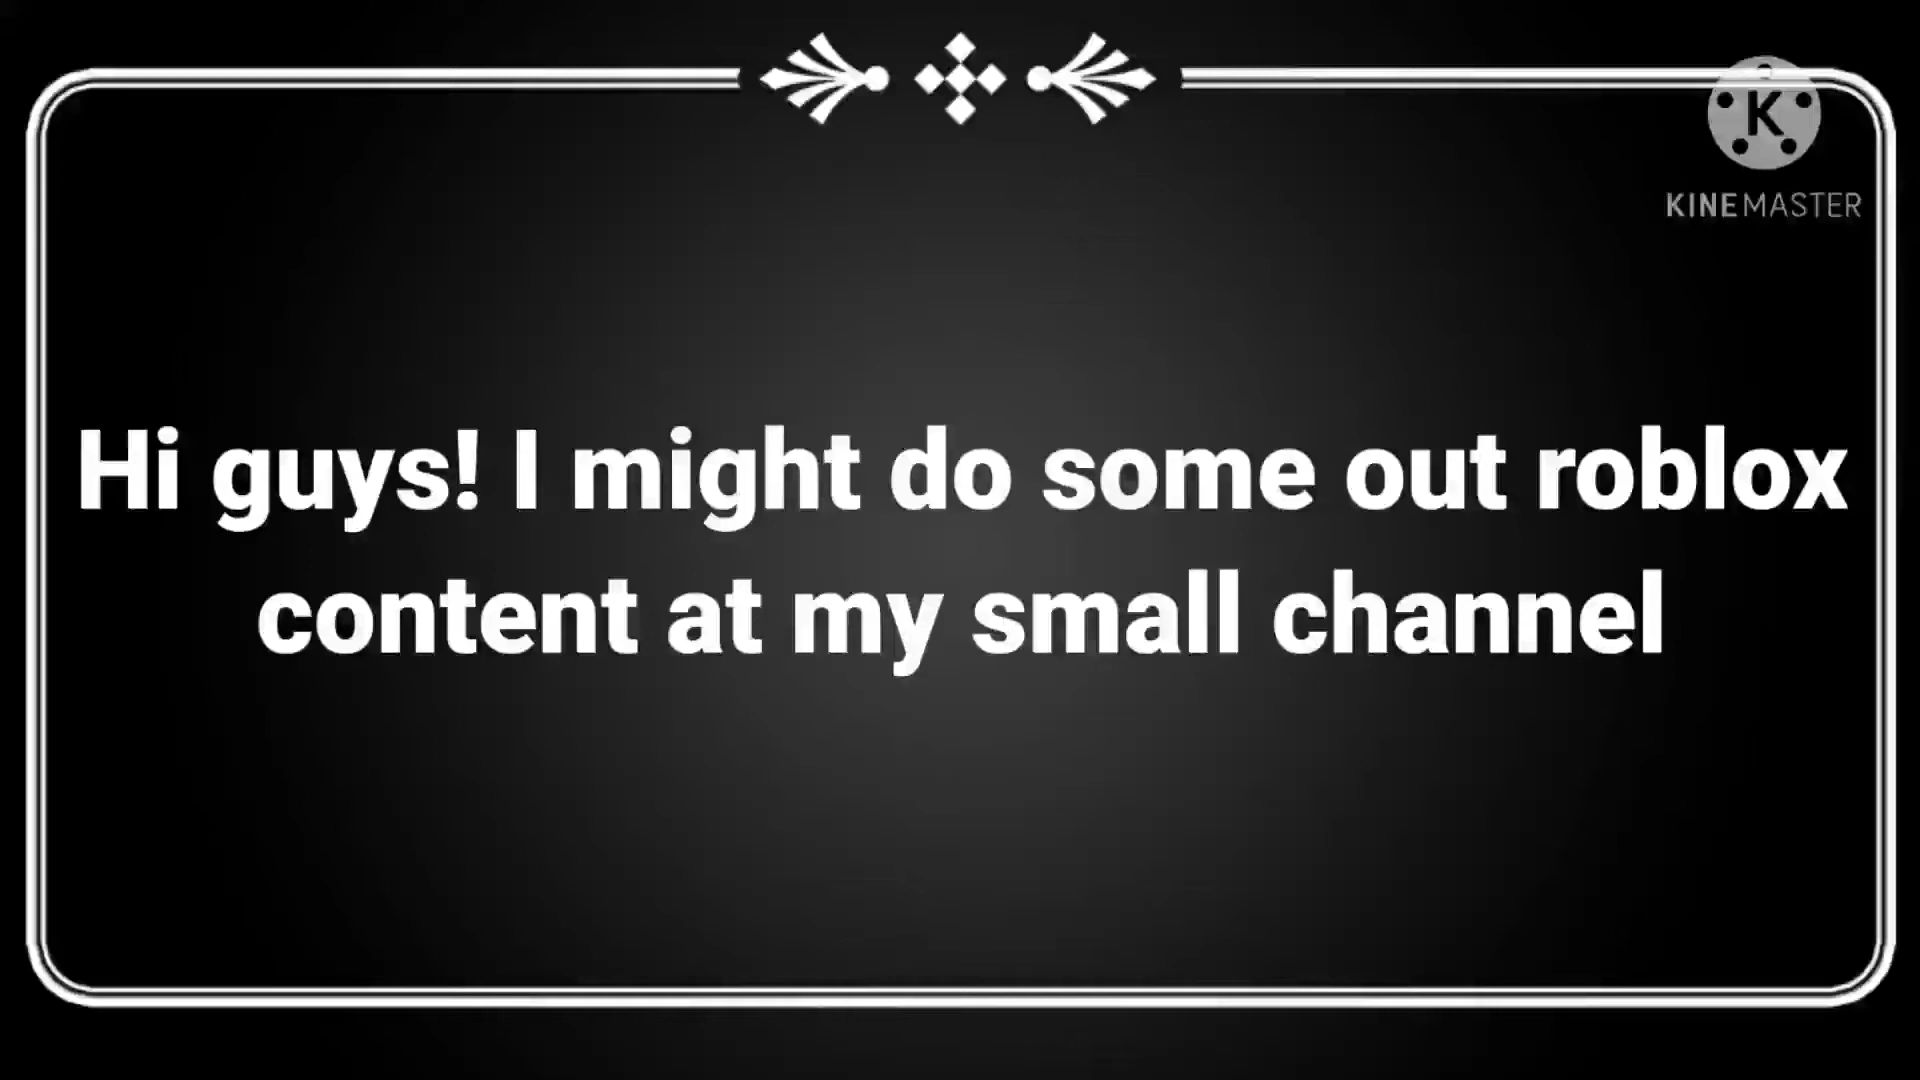 K
KINEMASTER
Hi guys! I might do some out roblox
content at my small channel